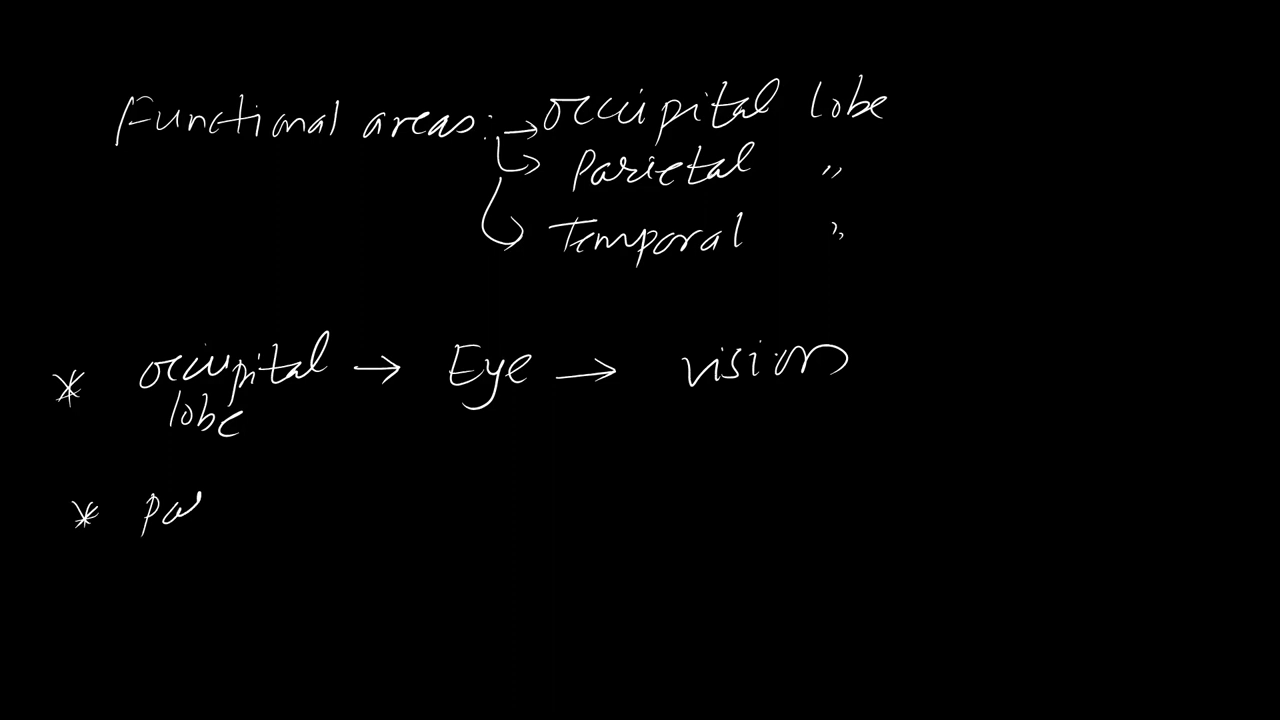 Functional areas: → occipital lobe
↳ Parietal "
↳ Temporal "
* occipital → Eye → vision
lobe
* pa